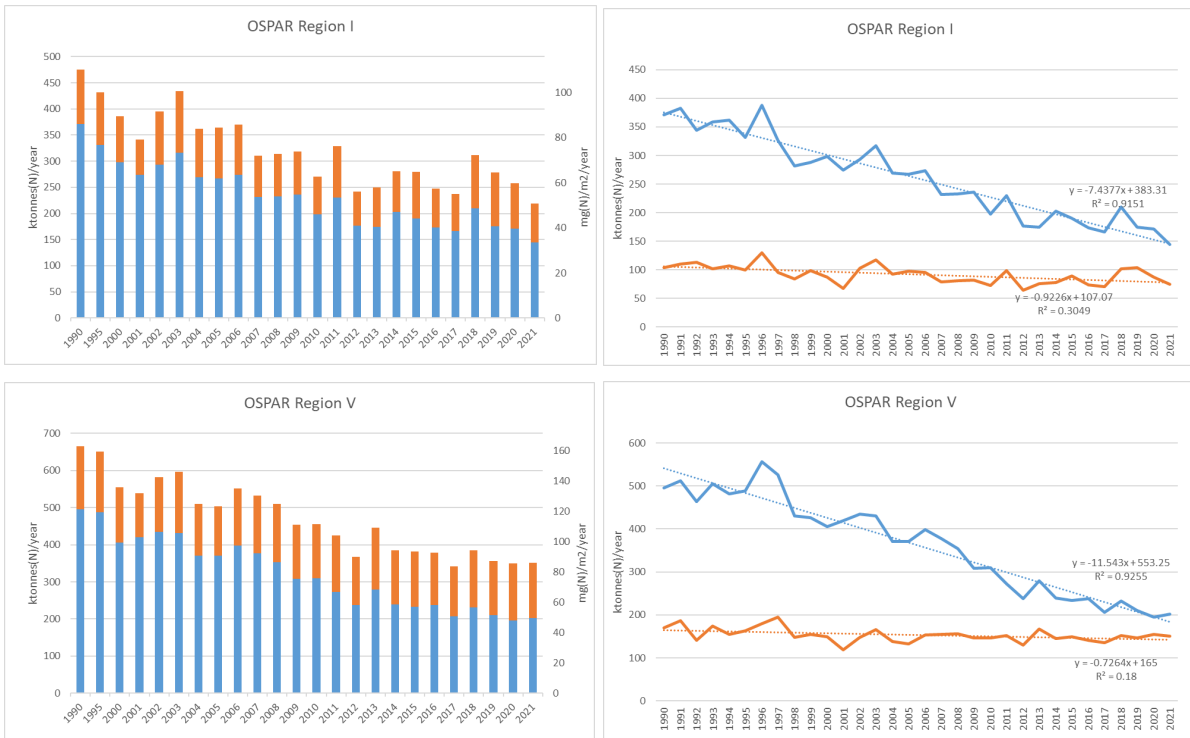 OSPAR Region I
500
450
400
350
300
250
200
150
100
50
0
ktonnes(N)/year
100
80
60
40
20
0
mg(N)/m2/year
1990 1995 2000 2001 2002 2003 2004 2005 2006 2007 2008 2009 2010 2011 2012 2013 2014 2015 2016 2017 2018 2019 2020 2021
OSPAR Region I
450
400
350
300
250
200
150
100
50
0
ktonnes(N)/year
y = -7.4377x + 383.31
R² = 0.9151
y = -0.9226x + 107.07
R² = 0.3049
1990 1991 1992 1993 1994 1995 1996 1997 1998 1999 2000 2001 2002 2003 2004 2005 2006 2007 2008 2009 2010 2011 2012 2013 2014 2015 2016 2017 2018 2019 2020 2021
OSPAR Region V
700
600
500
400
300
200
100
0
ktonnes(N)/year
160
140
120
100
80
60
40
20
0
mg(N)/m2/year
1990 1995 2000 2001 2002 2003 2004 2005 2006 2007 2008 2009 2010 2011 2012 2013 2014 2015 2016 2017 2018 2019 2020 2021
OSPAR Region V
600
500
400
300
200
100
0
ktonnes(N)/year
y = -11.543x + 553.25
R² = 0.9255
y = -0.7264x + 165
R² = 0.18
1990 1991 1992 1993 1994 1995 1996 1997 1998 1999 2000 2001 2002 2003 2004 2005 2006 2007 2008 2009 2010 2011 2012 2013 2014 2015 2016 2017 2018 2019 2020 2021